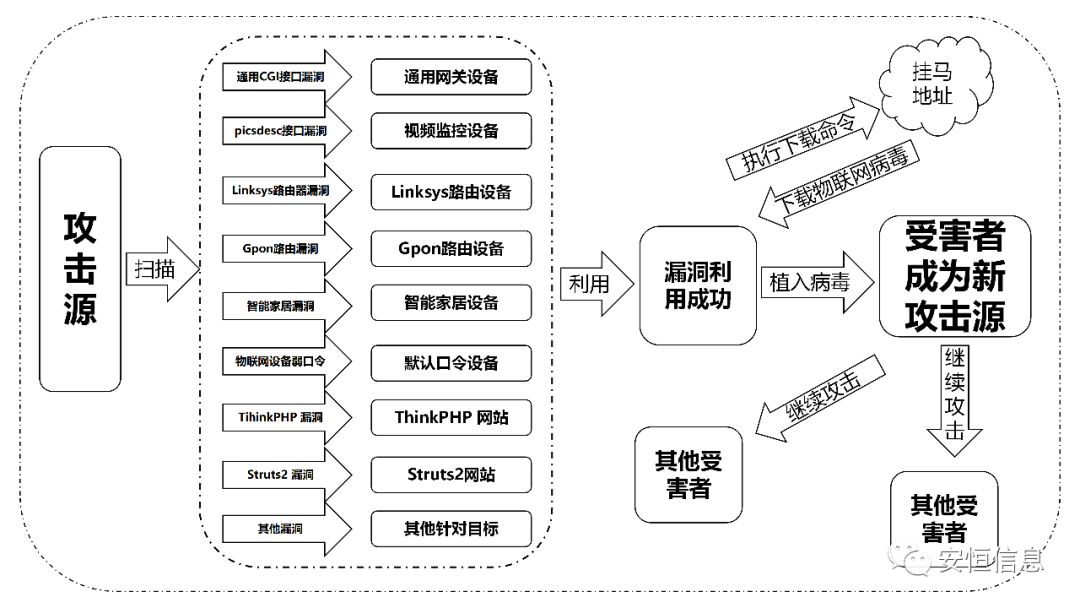 攻
击
源
扫描
通用CGI接口漏洞
通用网关设备
picsdesc接口漏洞
视频监控设备
Linksys路由器漏洞
Linksys路由设备
Gpon路由漏洞
Gpon路由设备
智能家居漏洞
智能家居设备
物联网设备弱口令
默认口令设备
TihinkPHP 漏洞
ThinkPHP 网站
Struts2 漏洞
Struts2网站
其他漏洞
其他针对目标
利用
漏洞利
用成功
执行下载命令
挂马
地址
下载物联网病毒
植入病毒
受害者
成为新
攻击源
继续攻击
其他受
害者
继
续
攻
击
其他受
害者
安恒信息